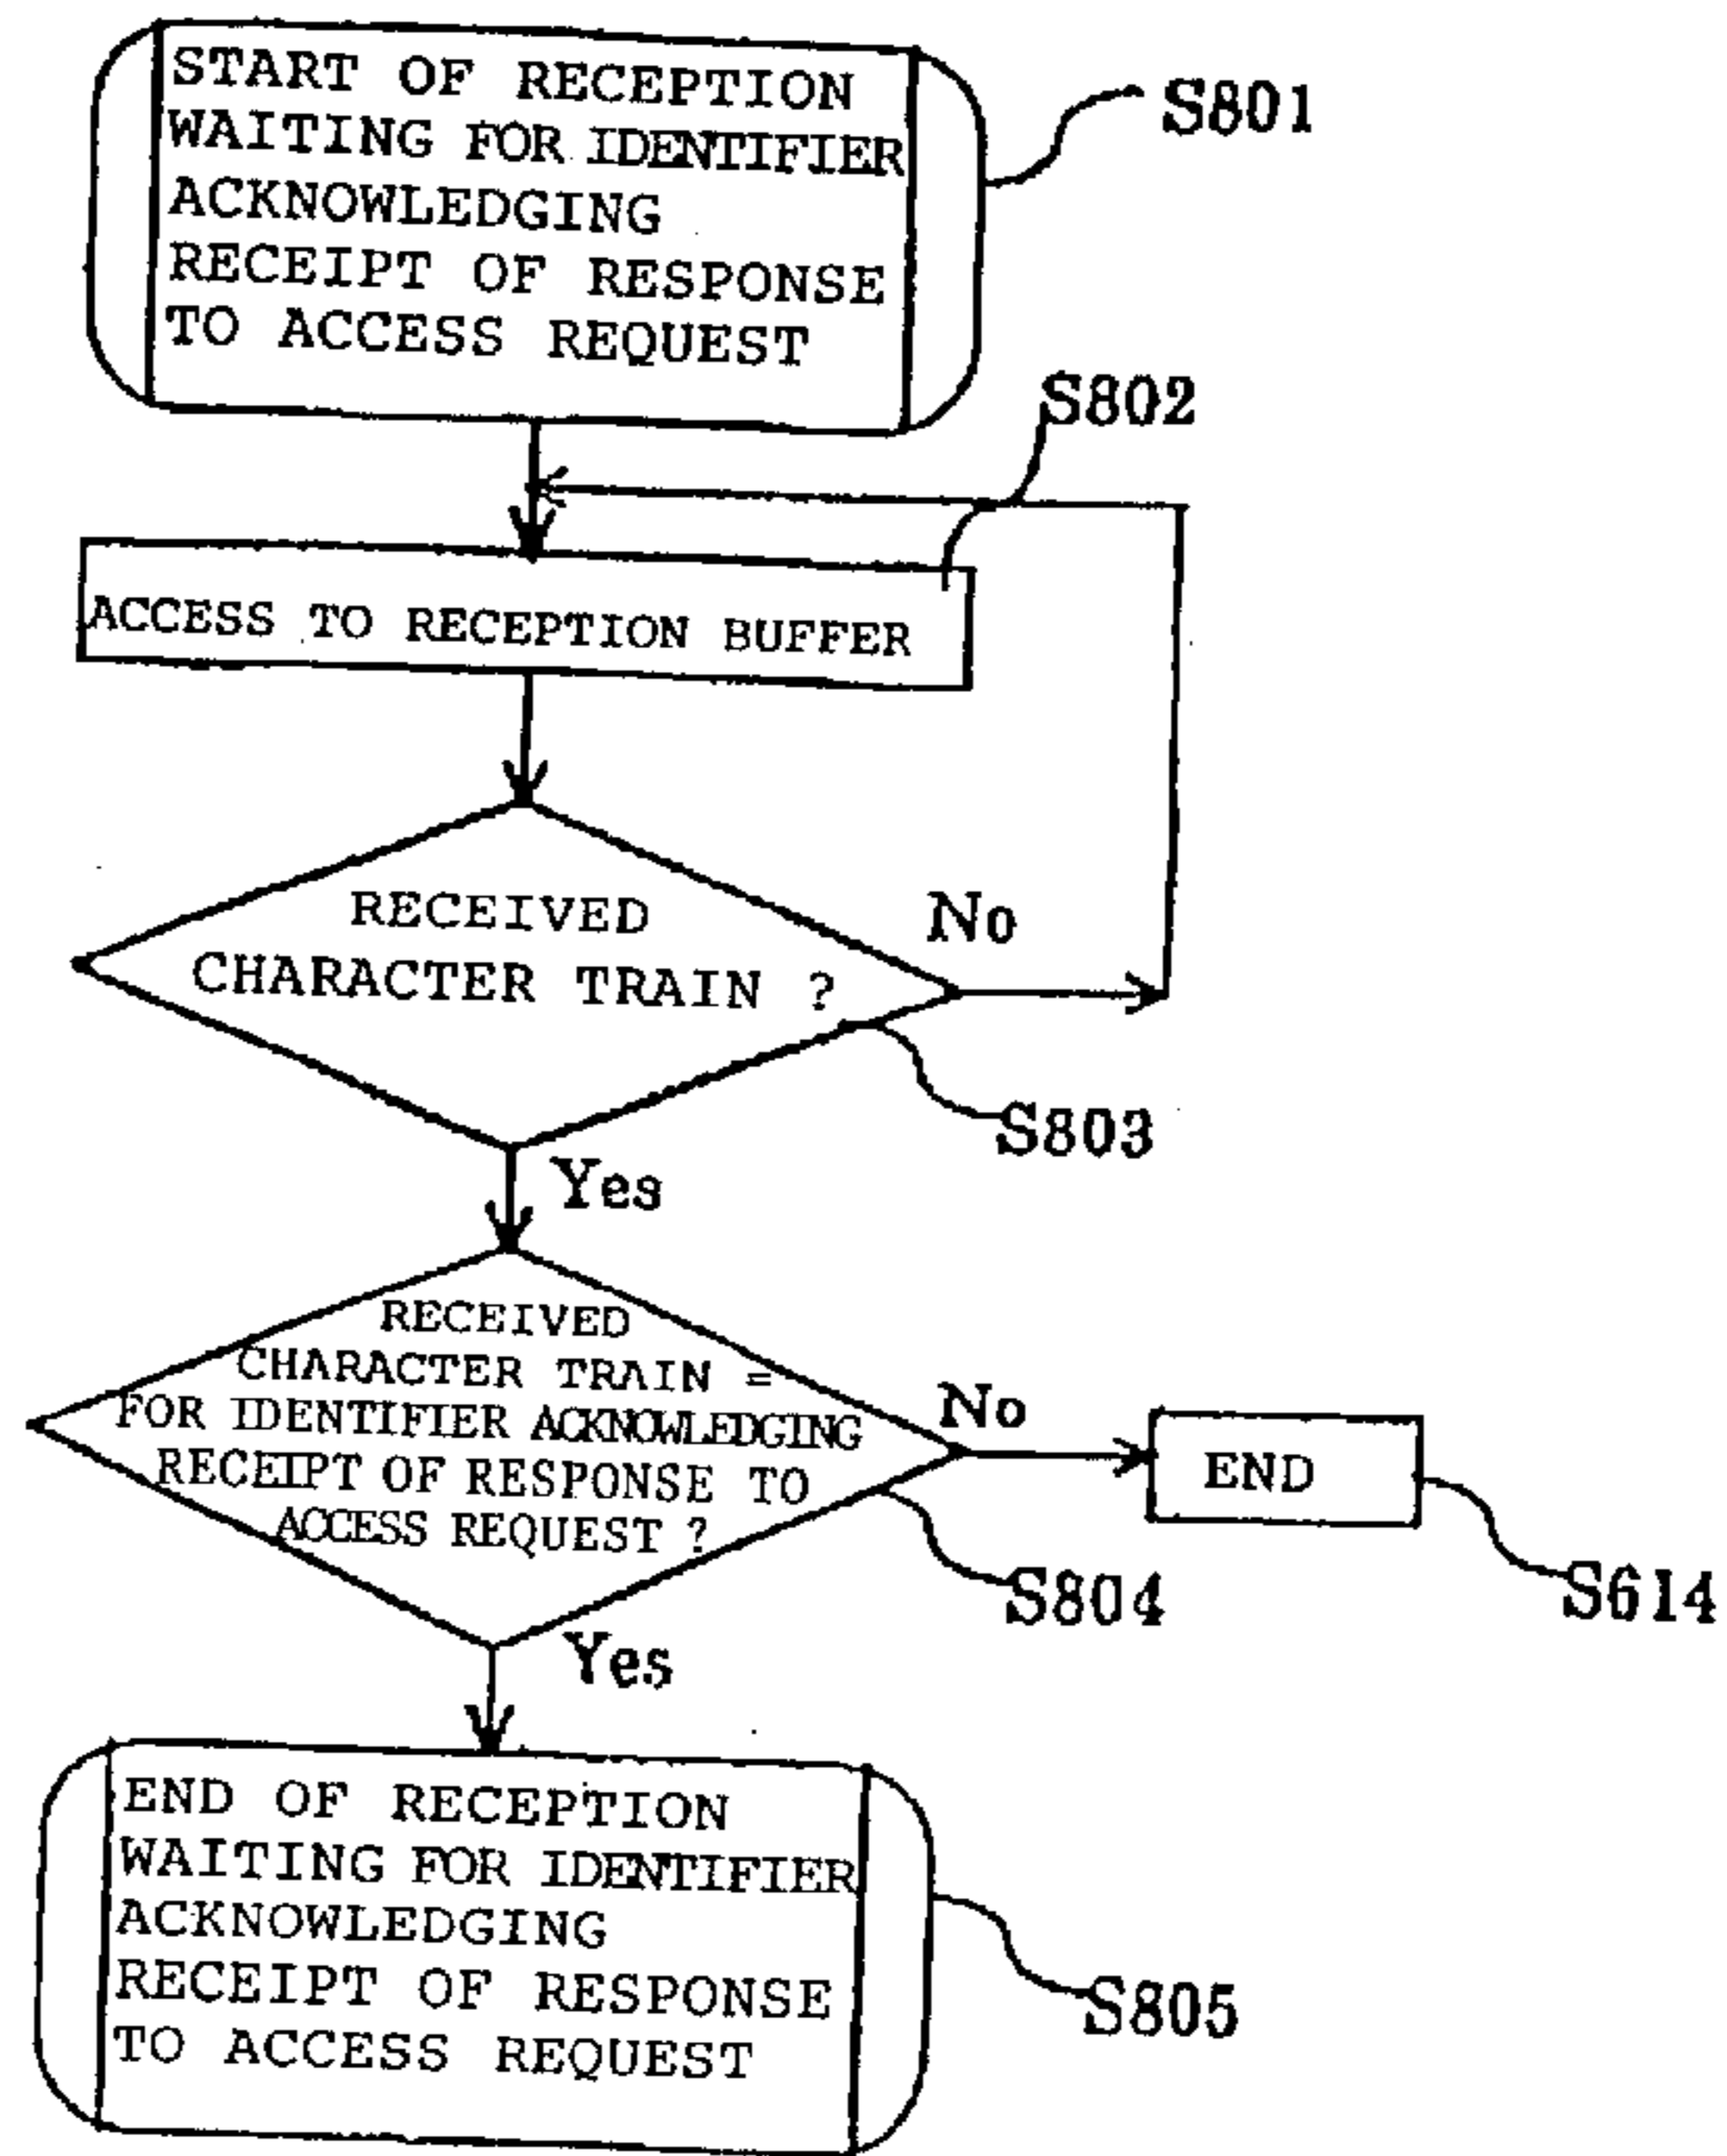 START OF RECEPTION
WAITING FOR IDENTIFIER
ACKNOWLEDGING
RECEIPT OF RESPONSE
TO ACCESS REQUEST
S801
S802
ACCESS TO RECEPTION BUFFER
RECEIVED
CHARACTER TRAIN ?
No
S803
Yes
RECEIVED
CHARACTER TRAIN =
FOR IDENTIFIER ACKNOWLEDGING
RECEIPT OF RESPONSE TO
ACCESS REQUEST ?
No
END
S614
S804
Yes
END OF RECEPTION
WAITING FOR IDENTIFIER
ACKNOWLEDGING
RECEIPT OF RESPONSE
TO ACCESS REQUEST
S805